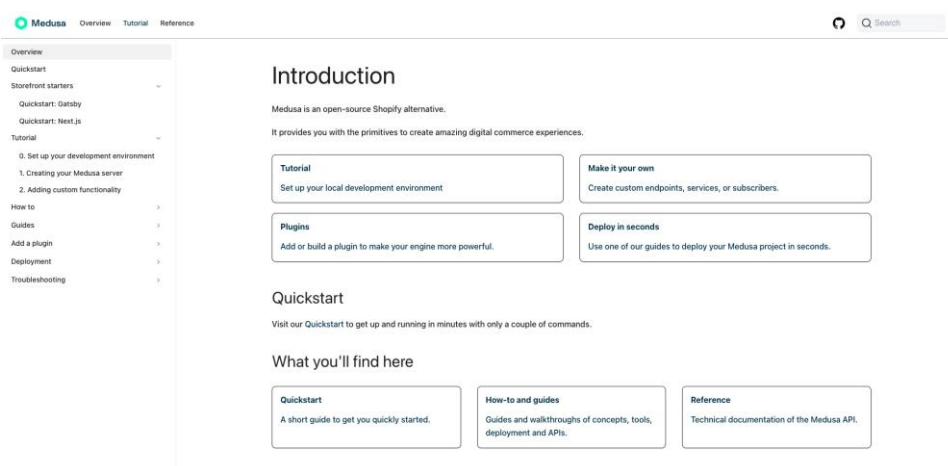 Medusa
Overview
Tutorial
Reference
Search
Overview
Quickstart
Storefront starters
Quickstart: Gatsby
Quickstart: Next.js
Tutorial
0. Set up your development environment
1. Creating your Medusa server
2. Adding custom functionality
How to
Guides
Add a plugin
Deployment
Troubleshooting
Introduction
Medusa is an open-source Shopify alternative.
It provides you with the primitives to create amazing digital commerce experiences.
Tutorial
Set up your local development environment
Make it your own
Create custom endpoints, services, or subscribers.
Plugins
Add or build a plugin to make your engine more powerful.
Deploy in seconds
Use one of our guides to deploy your Medusa project in seconds.
Quickstart
Visit our Quickstart to get up and running in minutes with only a couple of commands.
What you'll find here
Quickstart
A short guide to get you quickly started.
How-to and guides
Guides and walkthroughs of concepts, tools,
deployment and APIs.
Reference
Technical documentation of the Medusa API.